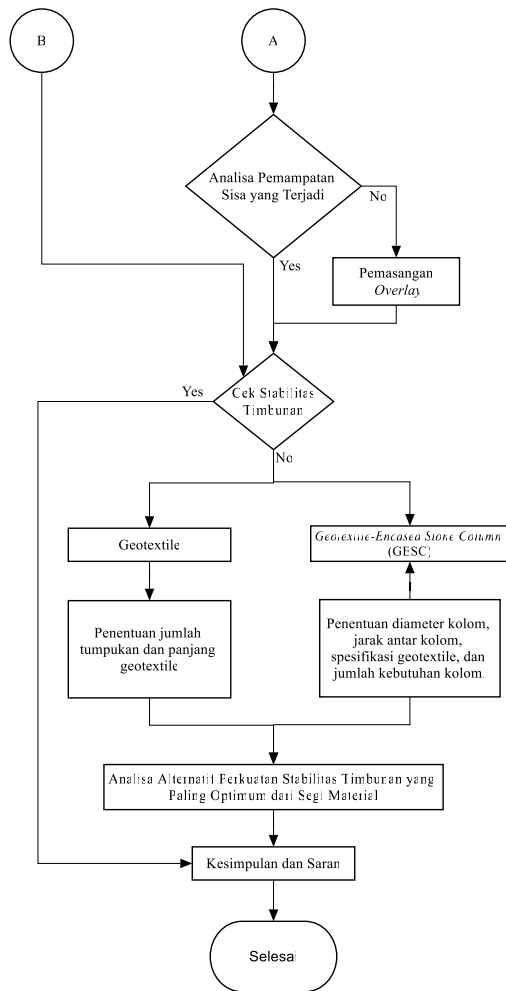 B
A
Analisa Pemampatan
Sisa yang Terjadi
No
Yes
Pemasangan
Overlay
Cek Stabilitas
Timbunan
Yes
No
Geotextile
Geotextile-Encased Stone Column
(GESC)
Penentuan jumlah
tumpukan dan panjang
geotextile
Penentuan diameter kolom,
jarak antar kolom,
spesifikasi geotextile, dan
jumlah kebutuhan kolom.
Analisa Alternatif Perkuatan Stabilitas Timbunan yang
Paling Optimum dari Segi Material
Kesimpulan dan Saran
Selesai